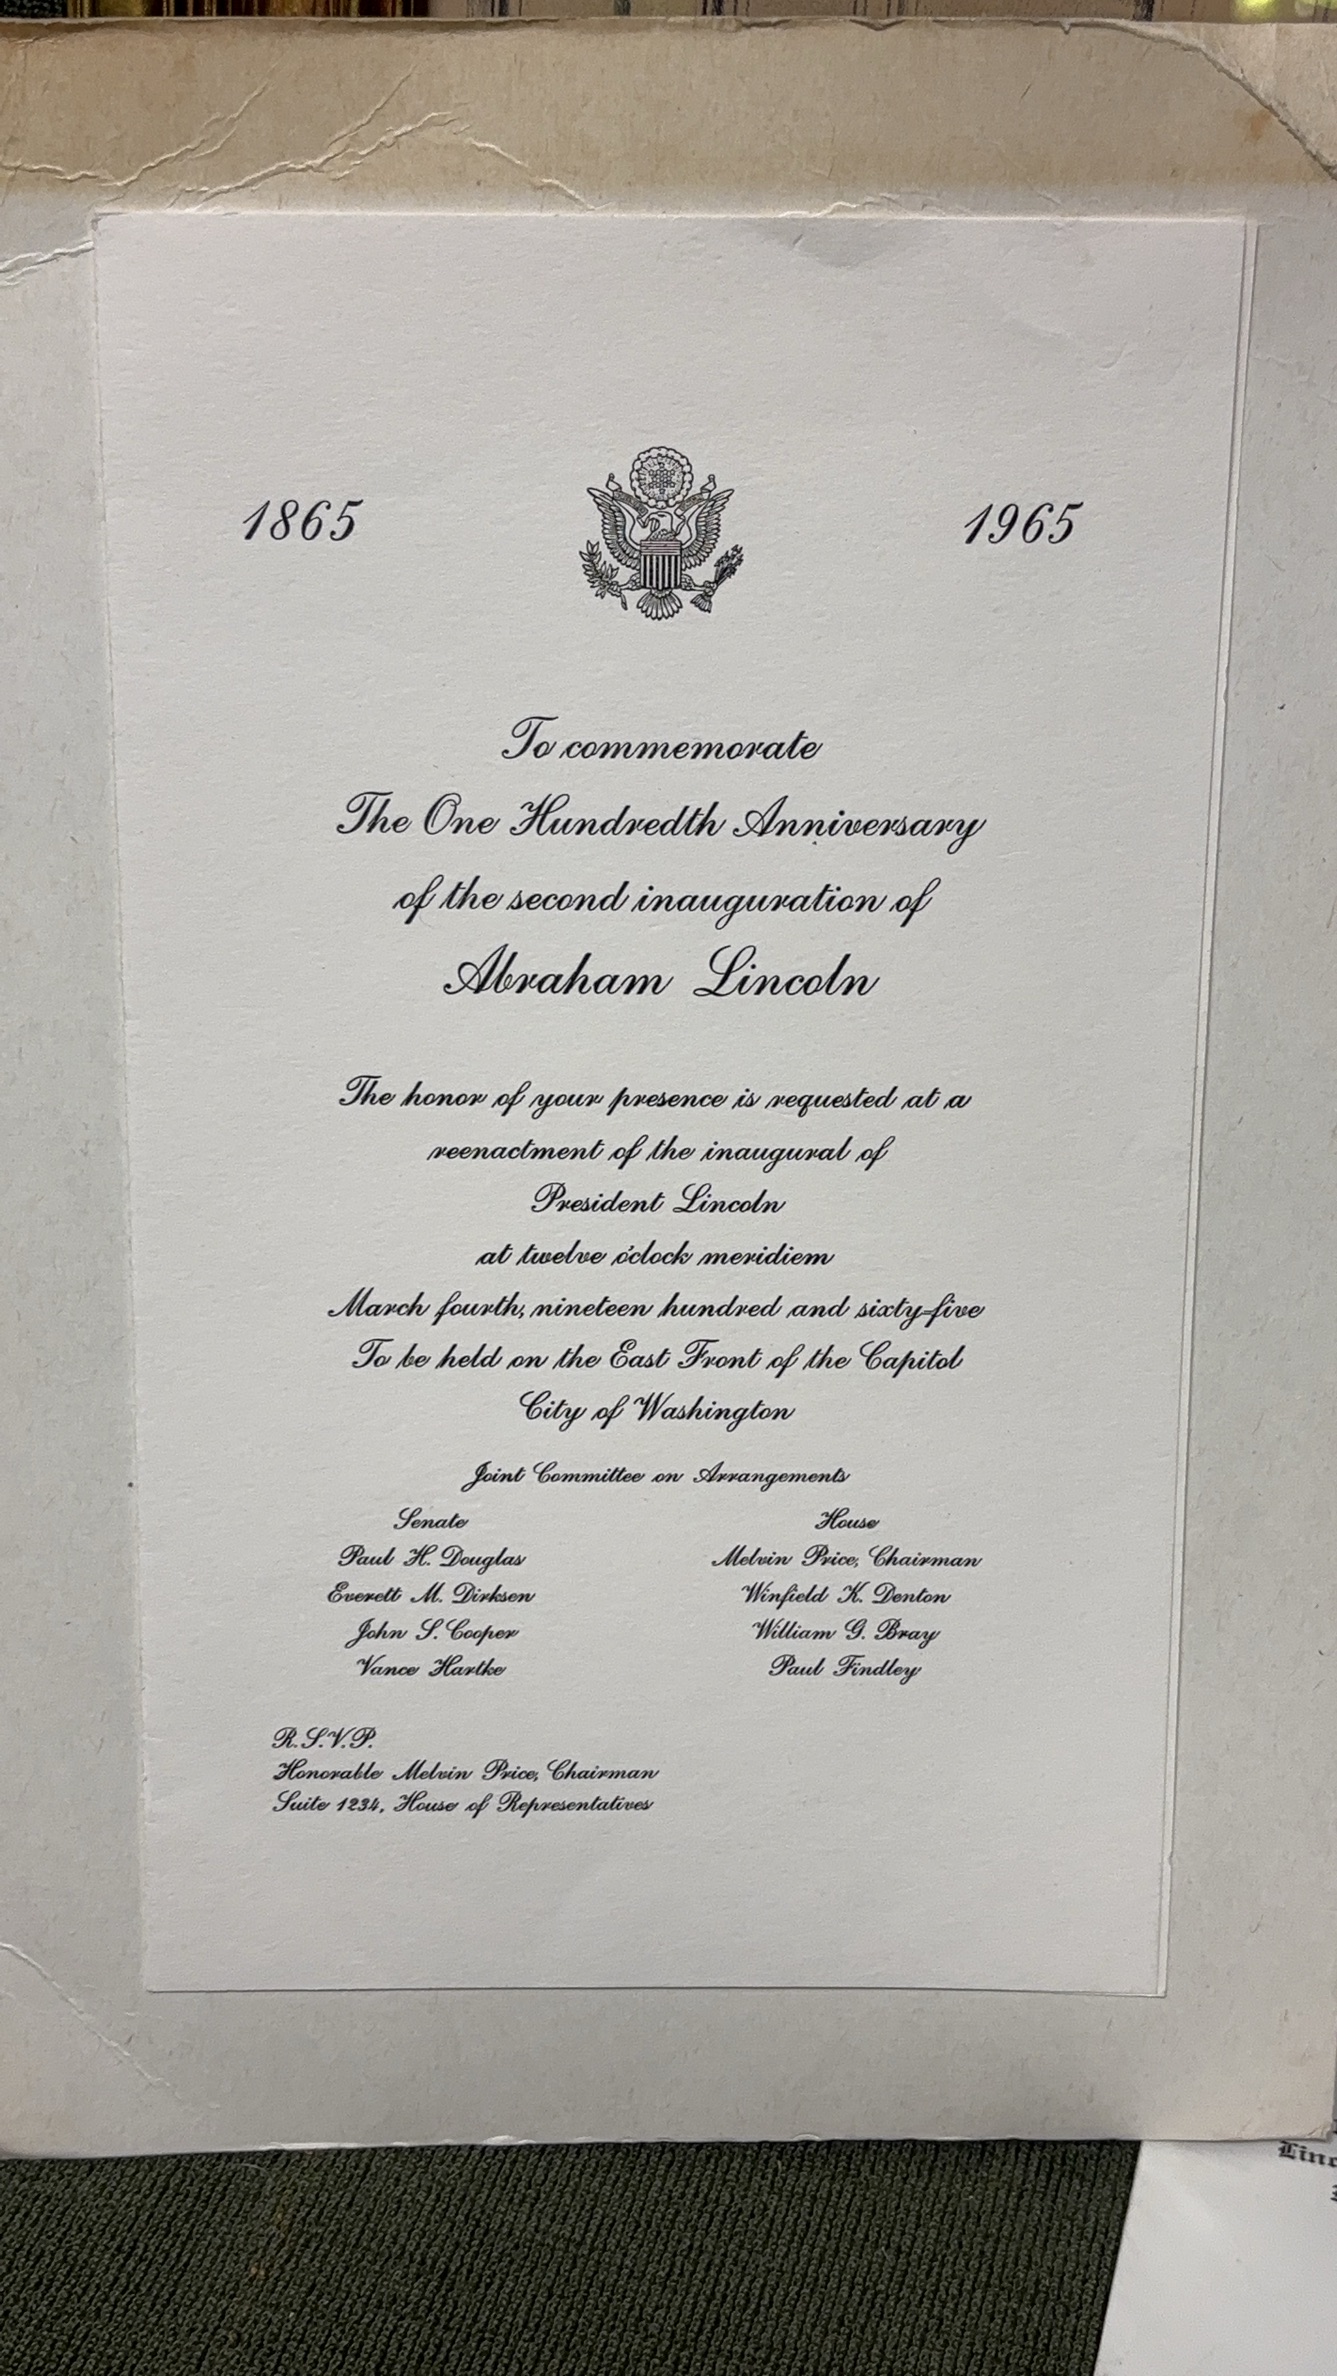 1865 1965
To commemorate
The One Hundredth Anniversary
of the second inauguration of
Abraham Lincoln
The honor of your presence is requested at a
reenactment of the inaugural of
President Lincoln
at twelve o'clock meridiem
March fourth, nineteen hundred and sixty-five
To be held on the East Front of the Capitol
City of Washington
Joint Committee on Arrangements
Senate
Paul H. Douglas
Everett M. Dirksen
John S. Cooper
Vance Hartke
House
Melvin Price, Chairman
Winfield K. Denton
William G. Bray
Paul Findley
R.S.V.P.
Honorable Melvin Price, Chairman
Suite 1234, House of Representatives